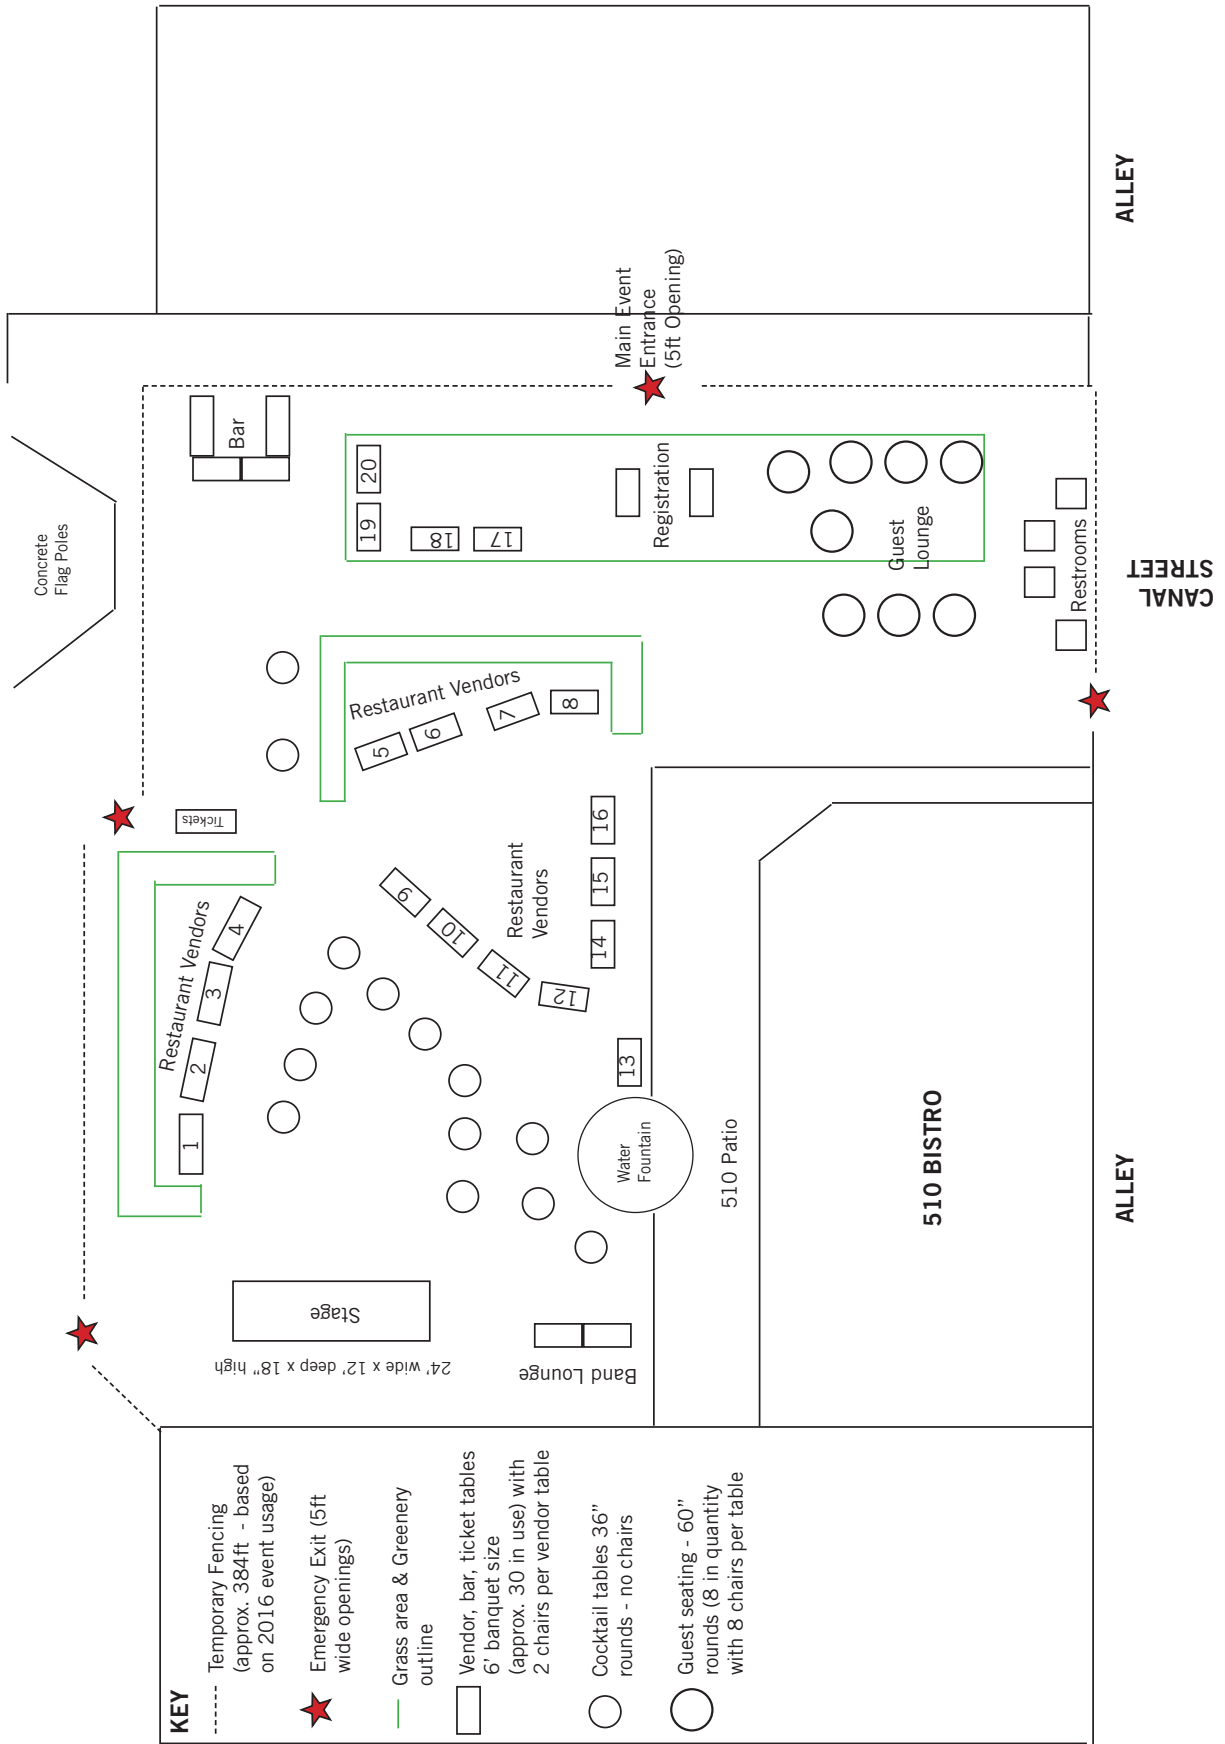 KEY
Temporary Fencing
(approx. 384ft - based
on 2016 event usage)
Emergency Exit (5ft
wide openings)
Grass area & Greenery
outline
Vendor, bar, ticket tables
6' banquet size
(approx. 30 in use) with
2 chairs per vendor table
Cocktail tables 36”
rounds - no chairs
Guest seating - 60”
rounds (8 in quantity
with 8 chairs per table
Stage
24' wide x 12' deep x 18” high
Band Lounge
Restaurant Vendors
1
2
3
4
Tickets
Concrete
Flag Poles
Restaurant Vendors
5
6
7
8
Restaurant
Vendors
9
10
11
12
13
14
15
16
Water
Fountain
510 Patio
510 BISTRO
ALLEY
Bar
20
19
18
17
Registration
Main Event
Entrance
(5ft Opening)
Guest
Lounge
Restrooms
CANAL
STREET
ALLEY